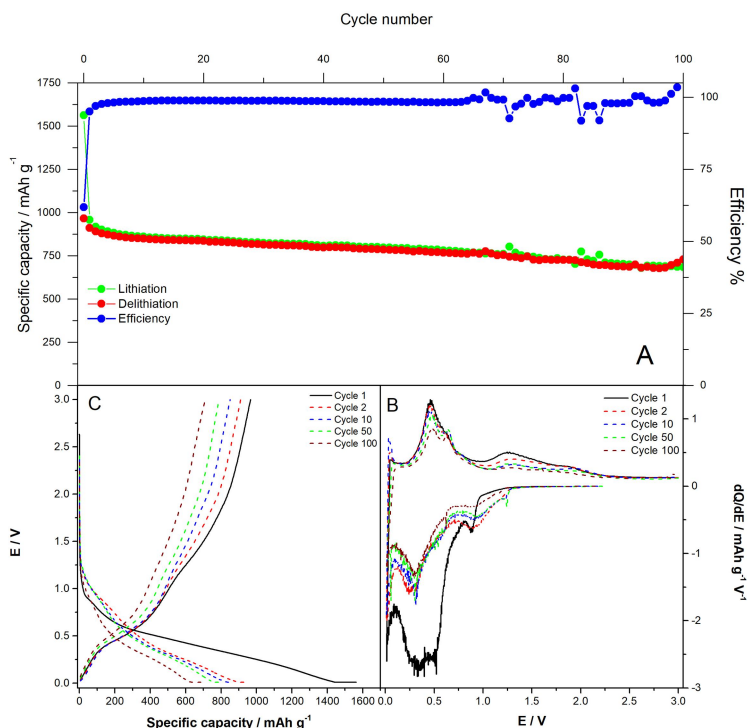 Cycle number
0 20 40 60 80 100
1750
1500
1250
1000
750
500
250
0
Specific capacity / mAh g-1
100
75
50
25
0
Efficiency %
Lithiation
Delithiation
Efficiency
A
C
Cycle 1
Cycle 2
Cycle 10
Cycle 50
Cycle 100
3.0
2.5
2.0
1.5
1.0
0.5
0.0
E / V
0 200 400 600 800 1000 1200 1400 1600
Specific capacity / mAh g-1
B
Cycle 1
Cycle 2
Cycle 10
Cycle 50
Cycle 100
1
0
-1
-2
-3
dQ/dE / mAh g-1 V-1
0.0 0.5 1.0 1.5 2.0 2.5 3.0
E / V